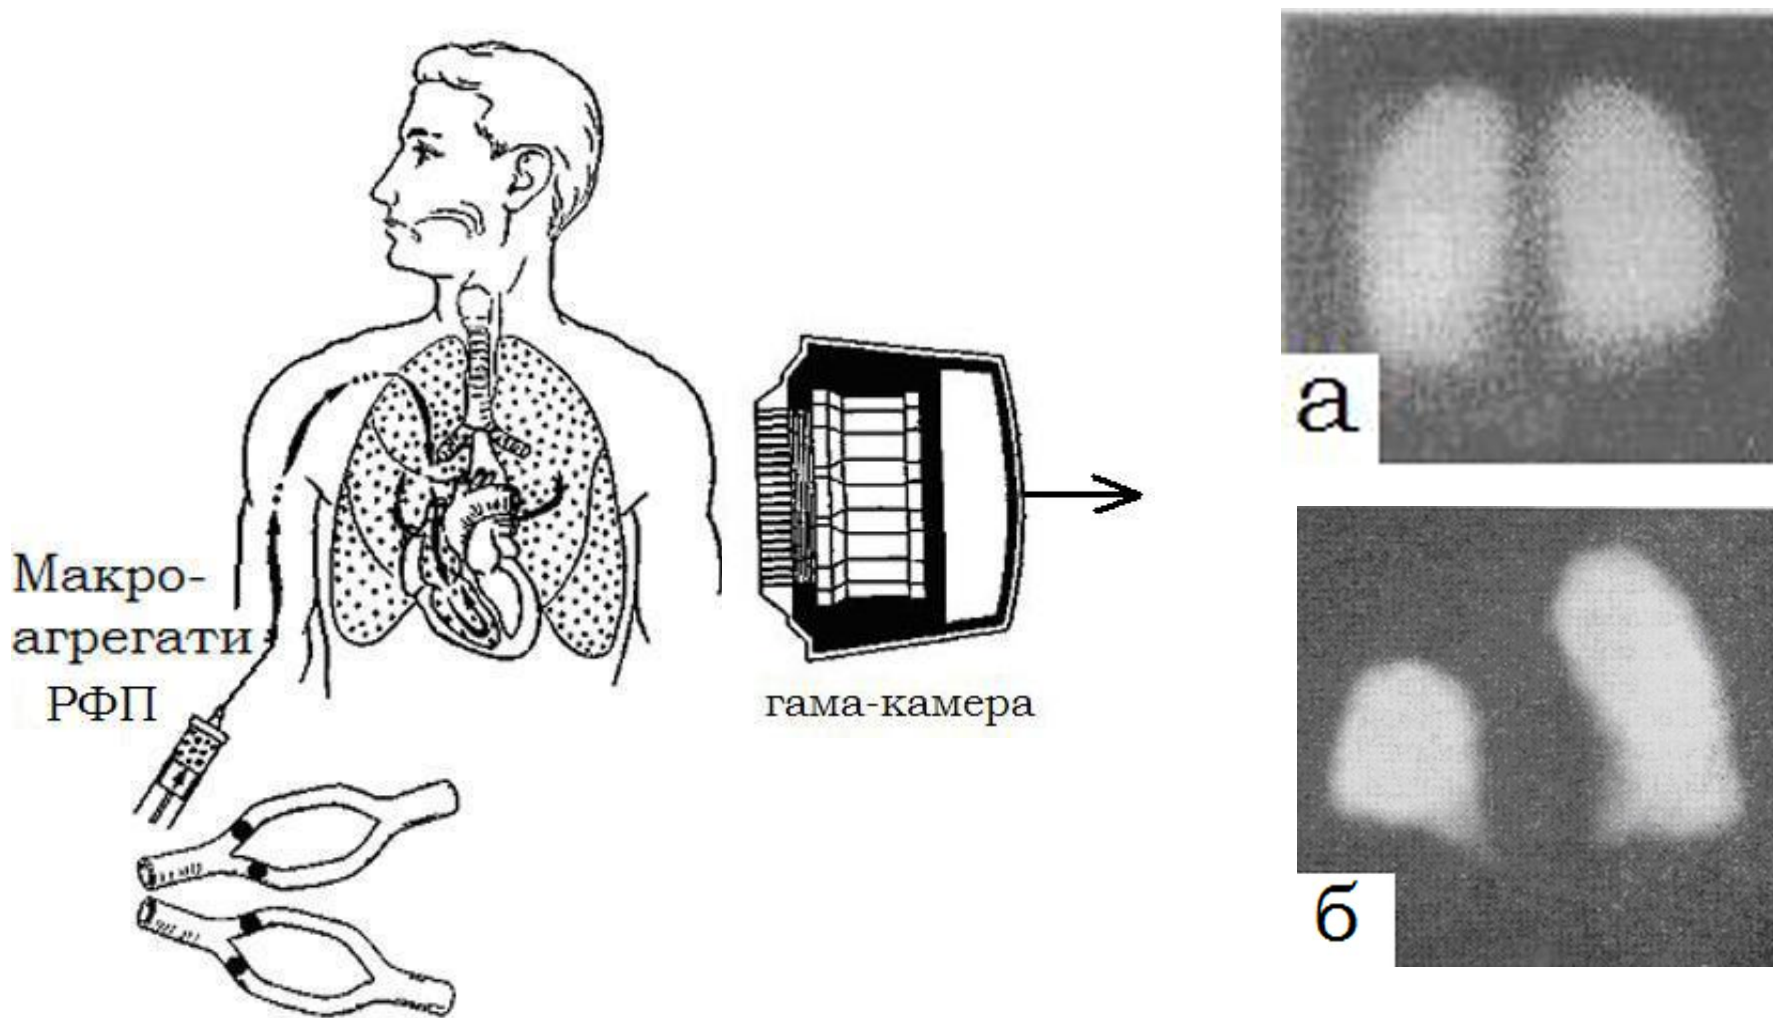 Макро-
агрегати
РФП
гама-камера
а
б